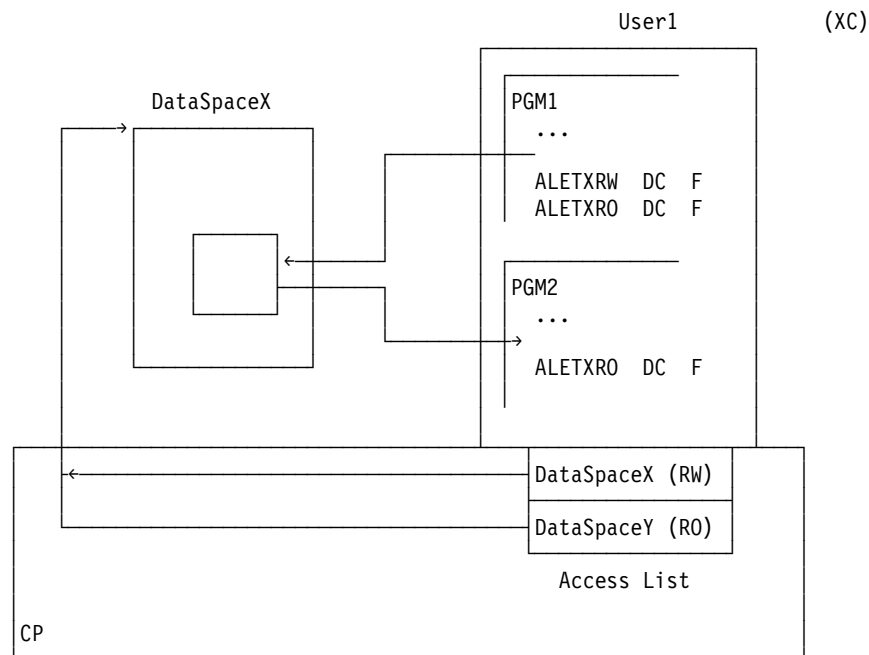 User1 (XC)
DataSpaceX
PGM1
...
ALETXRW DC F
ALETXRO DC F
PGM2
...
ALETXRO DC F
DataSpaceX (RW)
DataSpaceY (RO)
Access List
CP